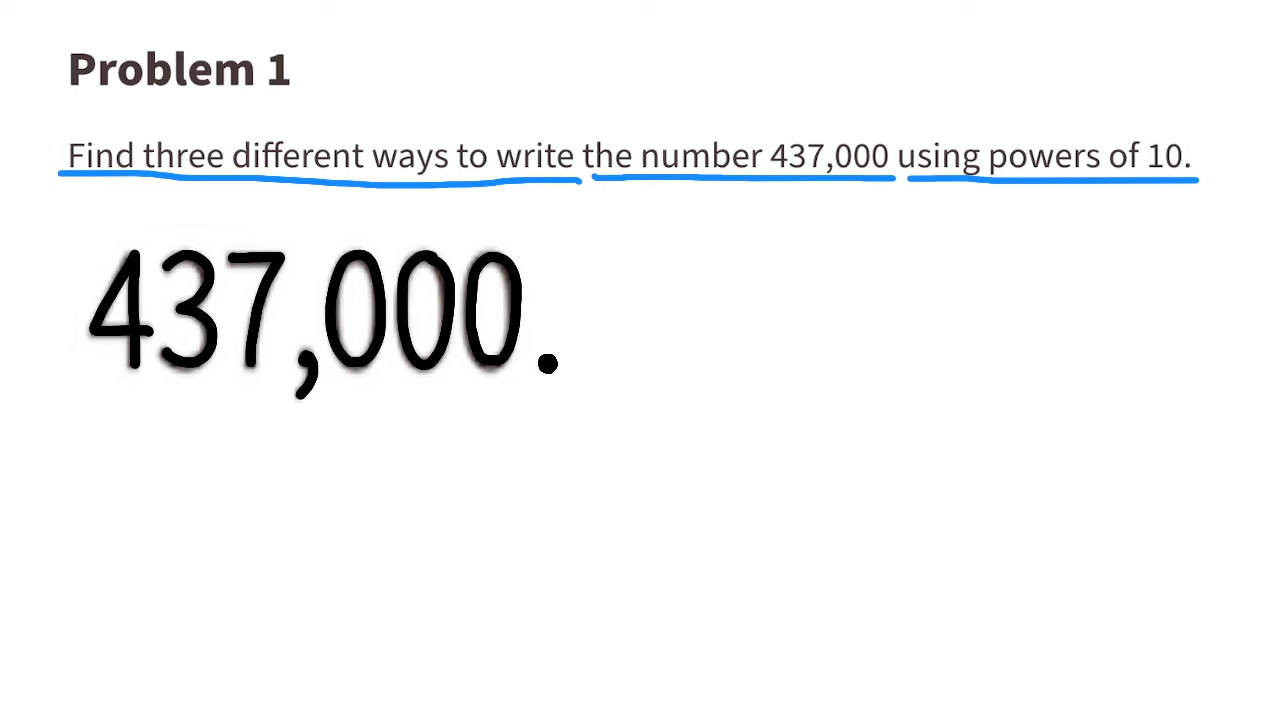 Problem 1
Find three different ways to write the number 437,000 using powers of 10.
437,000.